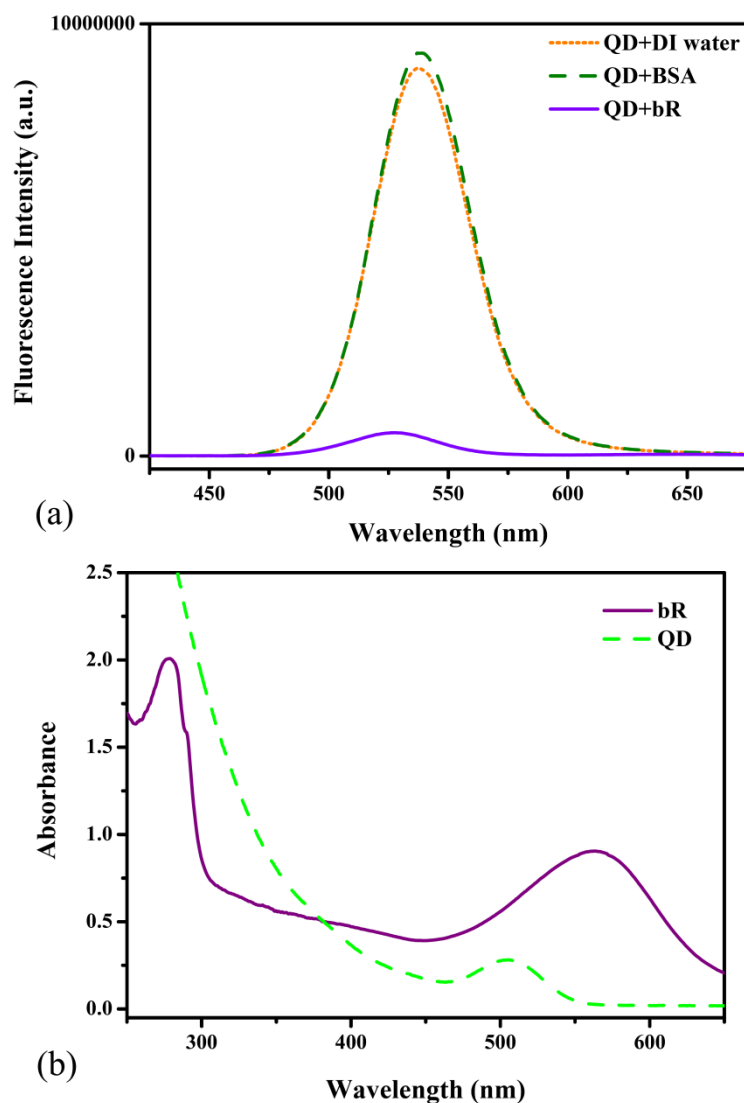 10000000
QD+DI water
QD+BSA
QD+bR
Fluorescence Intensity (a.u.)
0
450 500 550 600 650
(a)
Wavelength (nm)
2.5
bR
QD
2.0
1.5
Absorbance
1.0
0.5
0.0
300 400 500 600
(b)
Wavelength (nm)